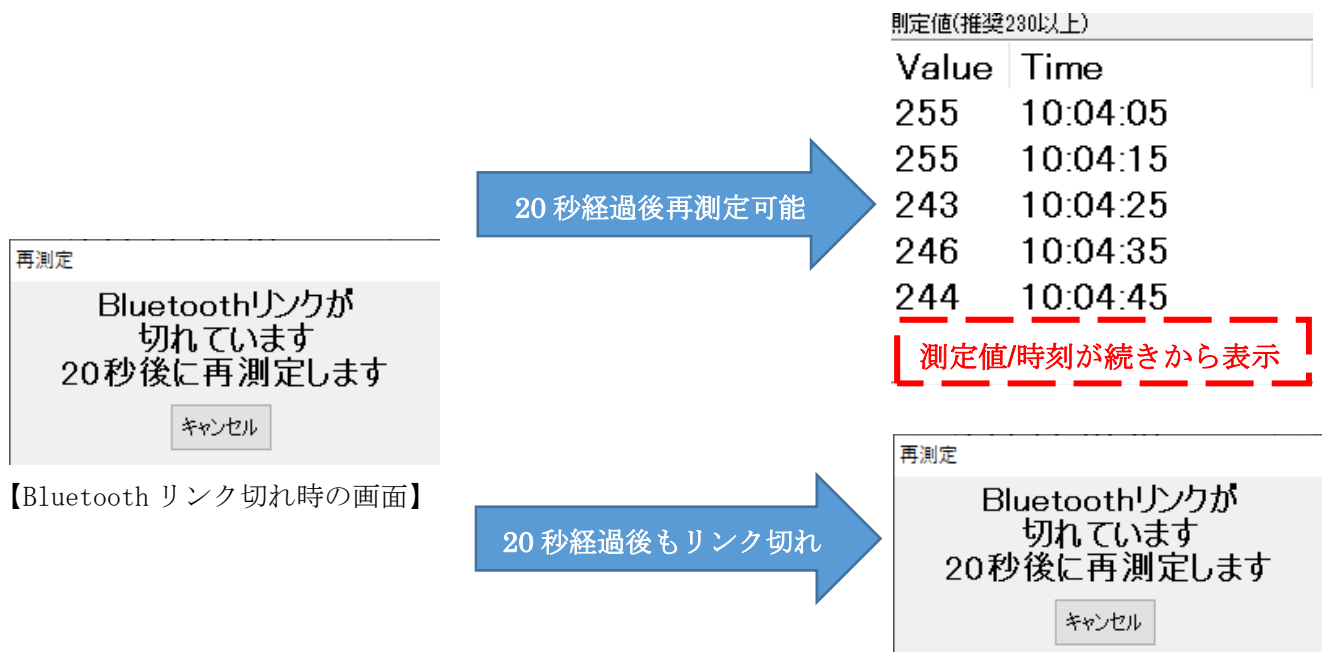 再測定
Bluetoothリンクが
切れています
20秒後に再測定します
キャンセル
【Bluetooth リンク切れ時の画面】
20 秒経過後再測定可能
測定値(推奨230以上)
Value Time
255 10:04:05
255 10:04:15
243 10:04:25
246 10:04:35
244 10:04:45
測定値/時刻が続きから表示
20 秒経過後もリンク切れ
再測定
Bluetoothリンクが
切れています
20秒後に再測定します
キャンセル